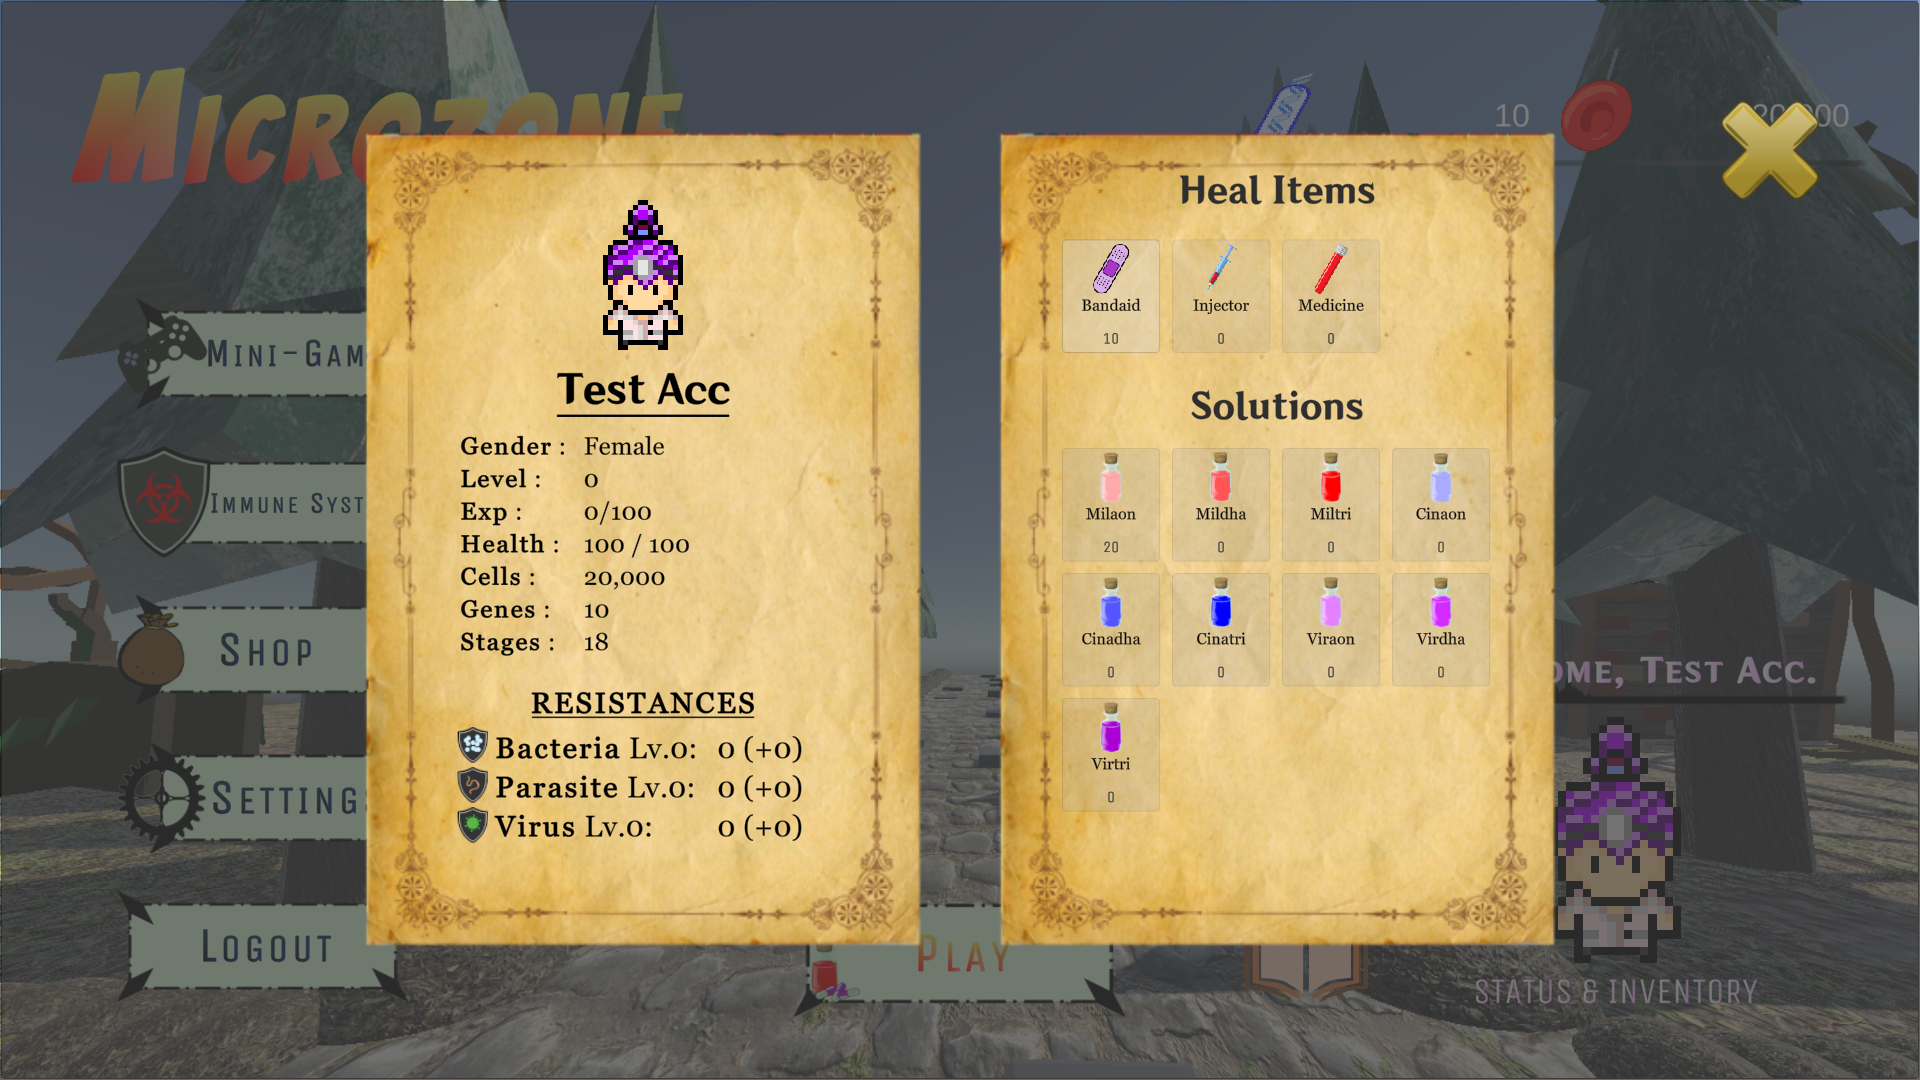 MICROZONE
10
MINI-GAM
IMMUNE SYST
SHOP
SETTING
LOGOUT
Test Acc
Gender : Female
Level : 0
Exp : 0/100
Health : 100 / 100
Cells : 20,000
Genes : 10
Stages : 18
RESISTANCES
Bacteria Lv.0: 0 (+0)
Parasite Lv.0: 0 (+0)
Virus Lv.0: 0 (+0)
Heal Items
Bandaid Injector Medicine
10 0 0
Solutions
Milaon Mildha Miltri Cinaon
20 0 0 0
Cinadha Cinatri Viraon Virdha
0 0 0 0
Virtri
0
OME, TEST ACC.
PLAY
STATUS & INVENTORY